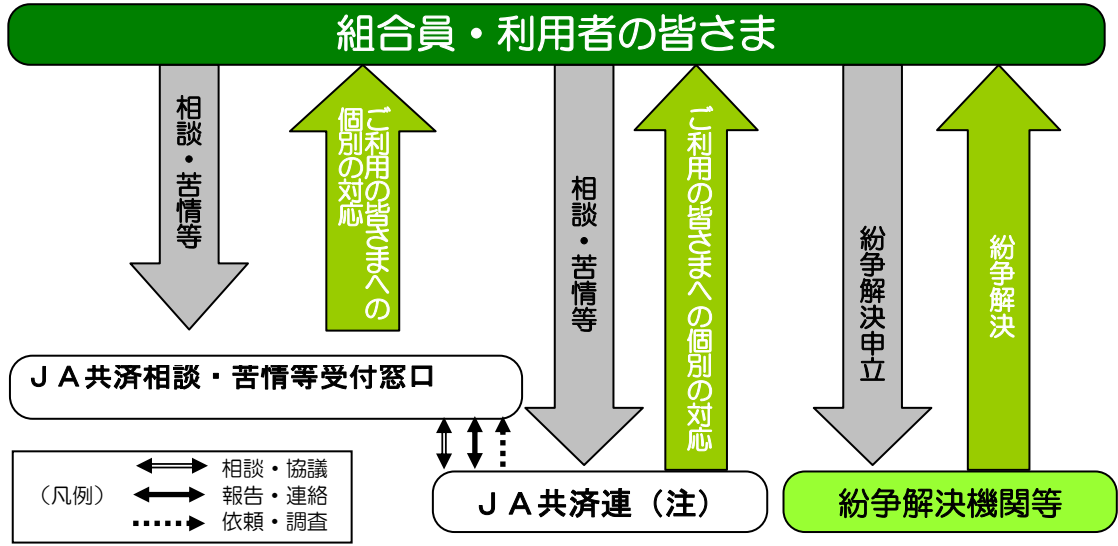 組合員・利用者の皆さま
相談・苦情等
ご利用の皆さまへの
個別の対応
相談・苦情等
ご利用の皆さまへの個別の対応
紛争解決申立
紛争解決
ＪＡ共済相談・苦情等受付窓口
（凡例）
相談・協議
報告・連絡
依頼・調査
ＪＡ共済連（注）
紛争解決機関等